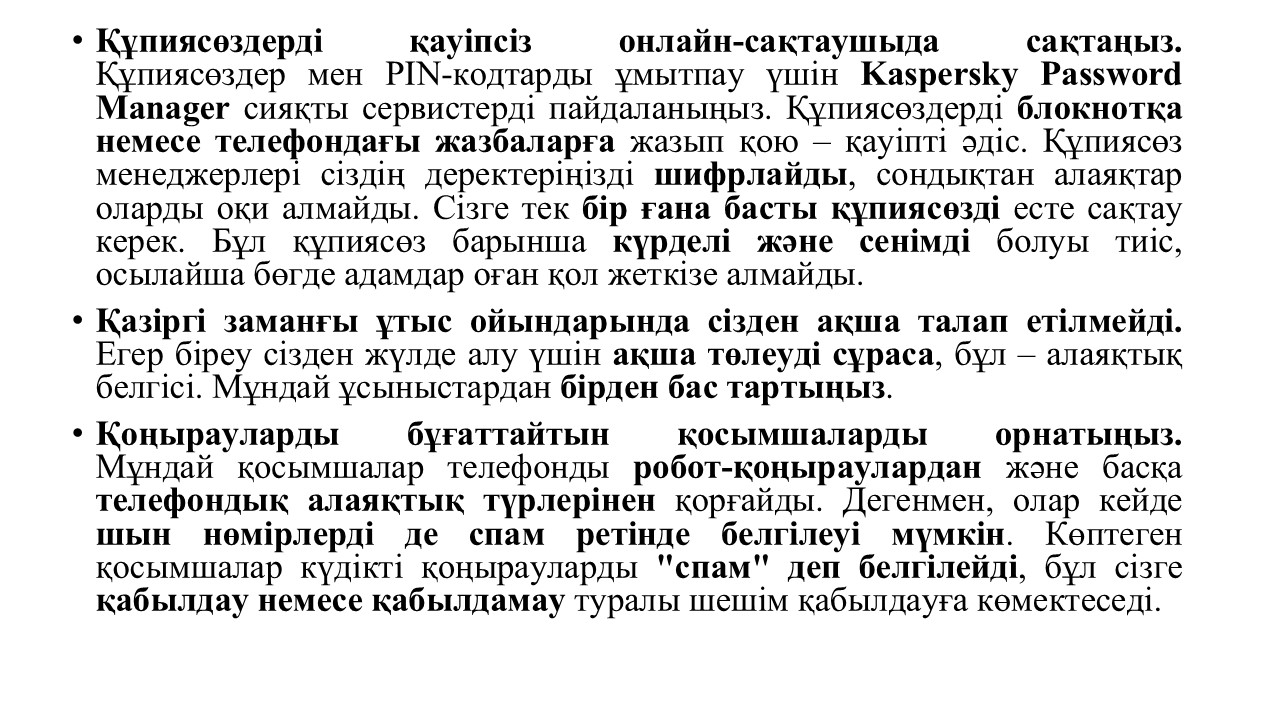 • Құпиясөздерді қауіпсіз онлайн-сақтаушыда сақтаңыз.
Құпиясөздер мен PIN-кодтарды ұмытпау үшін Kaspersky Password
Manager сияқты сервистерді пайдаланыңыз. Құпиясөздерді блокнотқа
немесе телефондағы жазбаларға жазып қою – қауіпті әдіс. Құпиясөз
менеджерлері сіздің деректеріңізді шифрлайды, сондықтан алаяқтар
оларды оқи алмайды. Сізге тек бір ғана басты құпиясөзді есте сақтау
керек. Бұл құпиясөз барынша күрделі және сенімді болуы тиіс,
осылайша бөгде адамдар оған қол жеткізе алмайды.
• Қазіргі заманғы ұтыс ойындарында сізден ақша талап етілмейді.
Егер біреу сізден жүлде алу үшін ақша төлеуді сұраса, бұл – алаяқтық
белгісі. Мұндай ұсыныстардан бірден бас тартыңыз.
• Қоңырауларды бұғаттайтын қосымшаларды орнатыңыз.
Мұндай қосымшалар телефонды робот-қоңыраулардан және басқа
телефондық алаяқтық түрлерінен қорғайды. Дегенмен, олар кейде
шын нөмірлерді де спам ретінде белгілеуі мүмкін. Көптеген
қосымшалар күдікті қоңырауларды "спам" деп белгілейді, бұл сізге
қабылдау немесе қабылдамау туралы шешім қабылдауға көмектеседі.